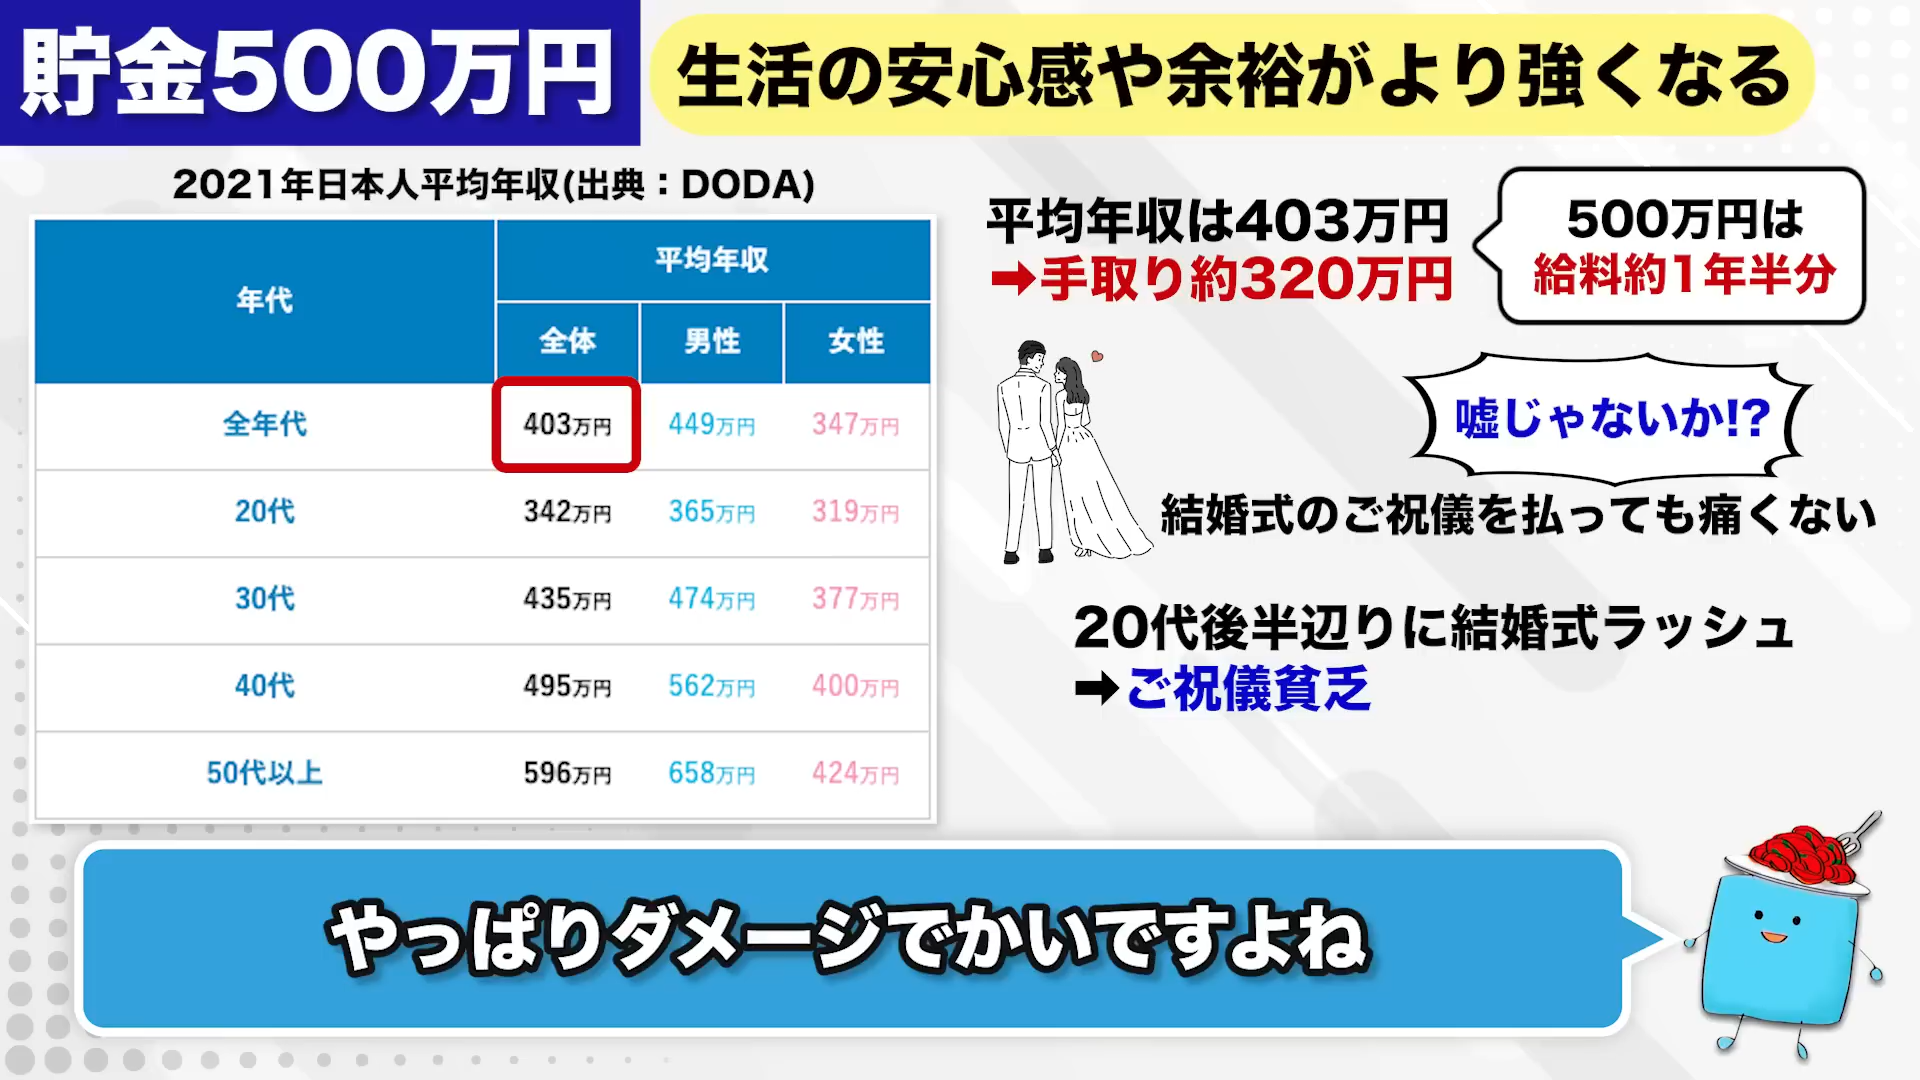 貯金500万円
生活の安心感や余裕がより強くなる
2021年日本人平均年収(出典：DODA)
年代 平均年収
全体 男性 女性
全年代 403万円 449万円 347万円
20代 342万円 365万円 319万円
30代 435万円 474万円 377万円
40代 495万円 562万円 400万円
50代以上 596万円 658万円 424万円
平均年収は403万円
➡手取り約320万円
500万円は
給料約1年半分
嘘じゃないか!?
結婚式のご祝儀を払っても痛くない
20代後半辺りに結婚式ラッシュ
➡ご祝儀貧乏
やっぱりダメージでかいですよね